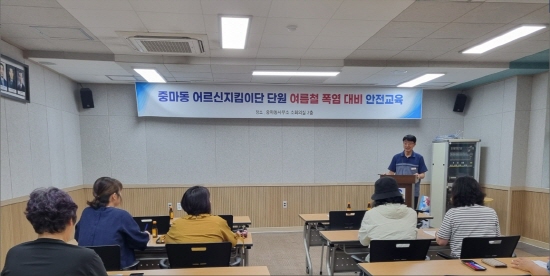 중마동 어르신지킴이단 단원 여름철 폭염 대비 안전교육